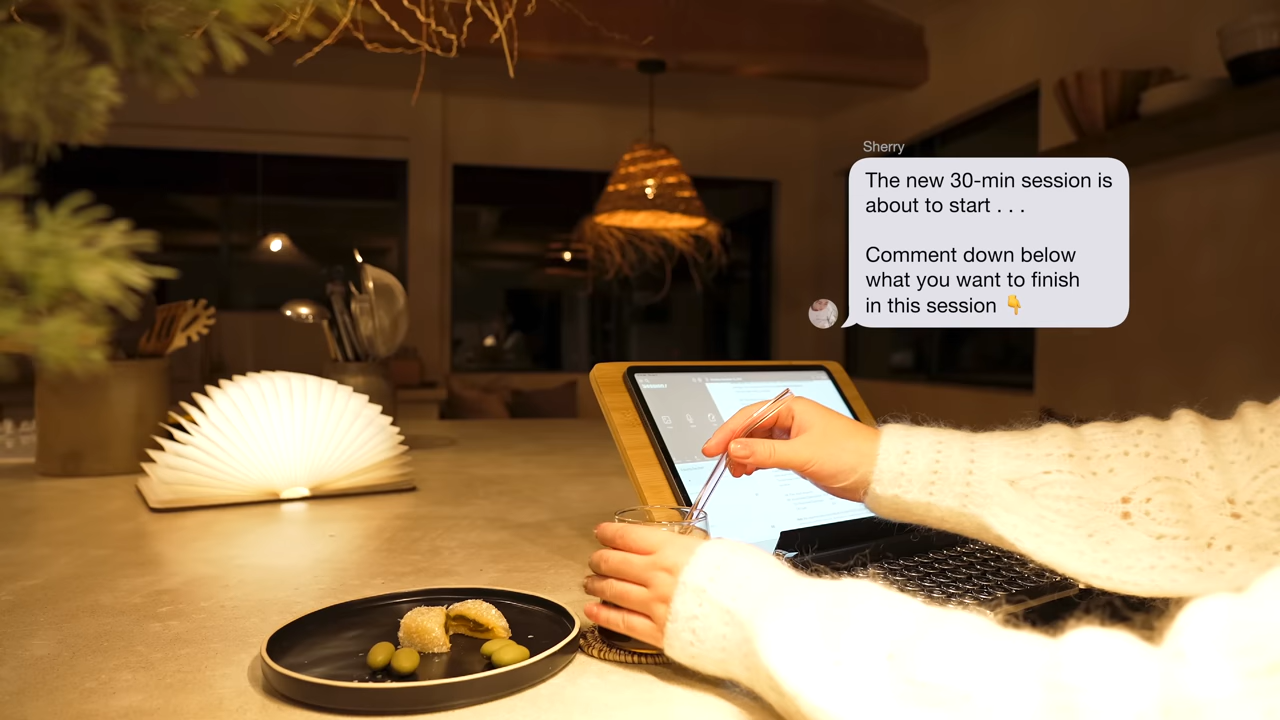 Sherry
The new 30-min session is
about to start . . .
Comment down below
what you want to finish
in this session 👇